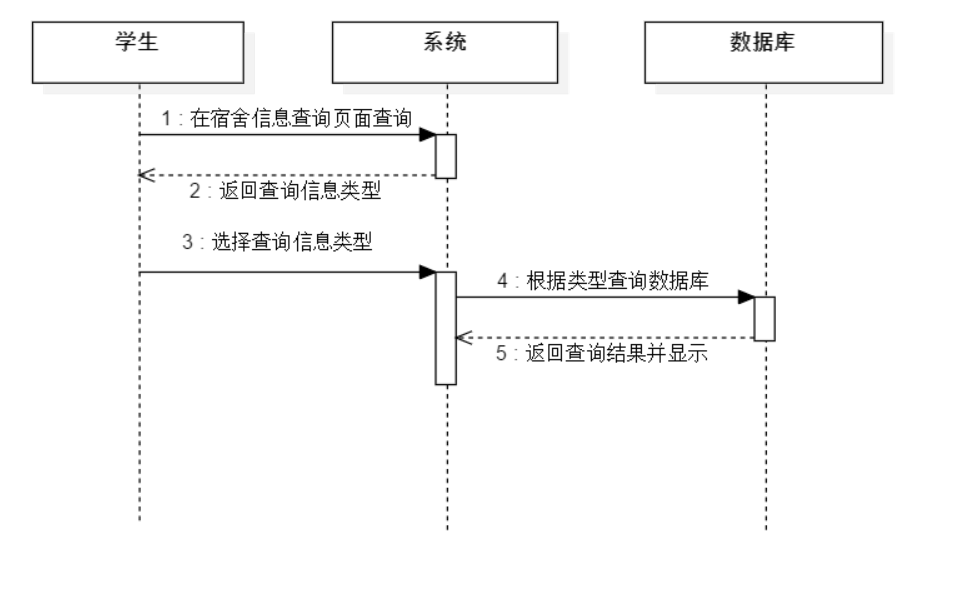 学生
系统
数据库
1：在宿舍信息查询页面查询
2：返回查询信息类型
3：选择查询信息类型
4：根据类型查询数据库
5：返回查询结果并显示